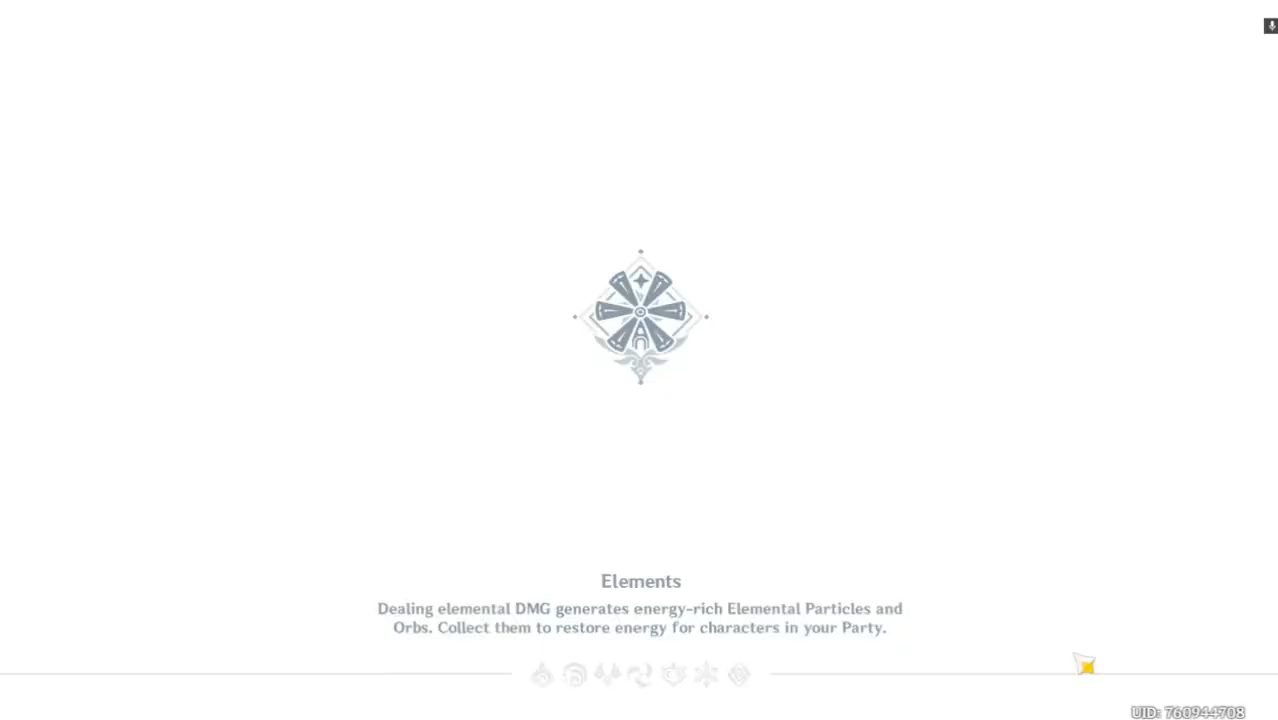 Elements
Dealing elemental DMG generates energy-rich Elemental Particles and
Orbs. Collect them to restore energy for characters in your Party.
UID: 760944708